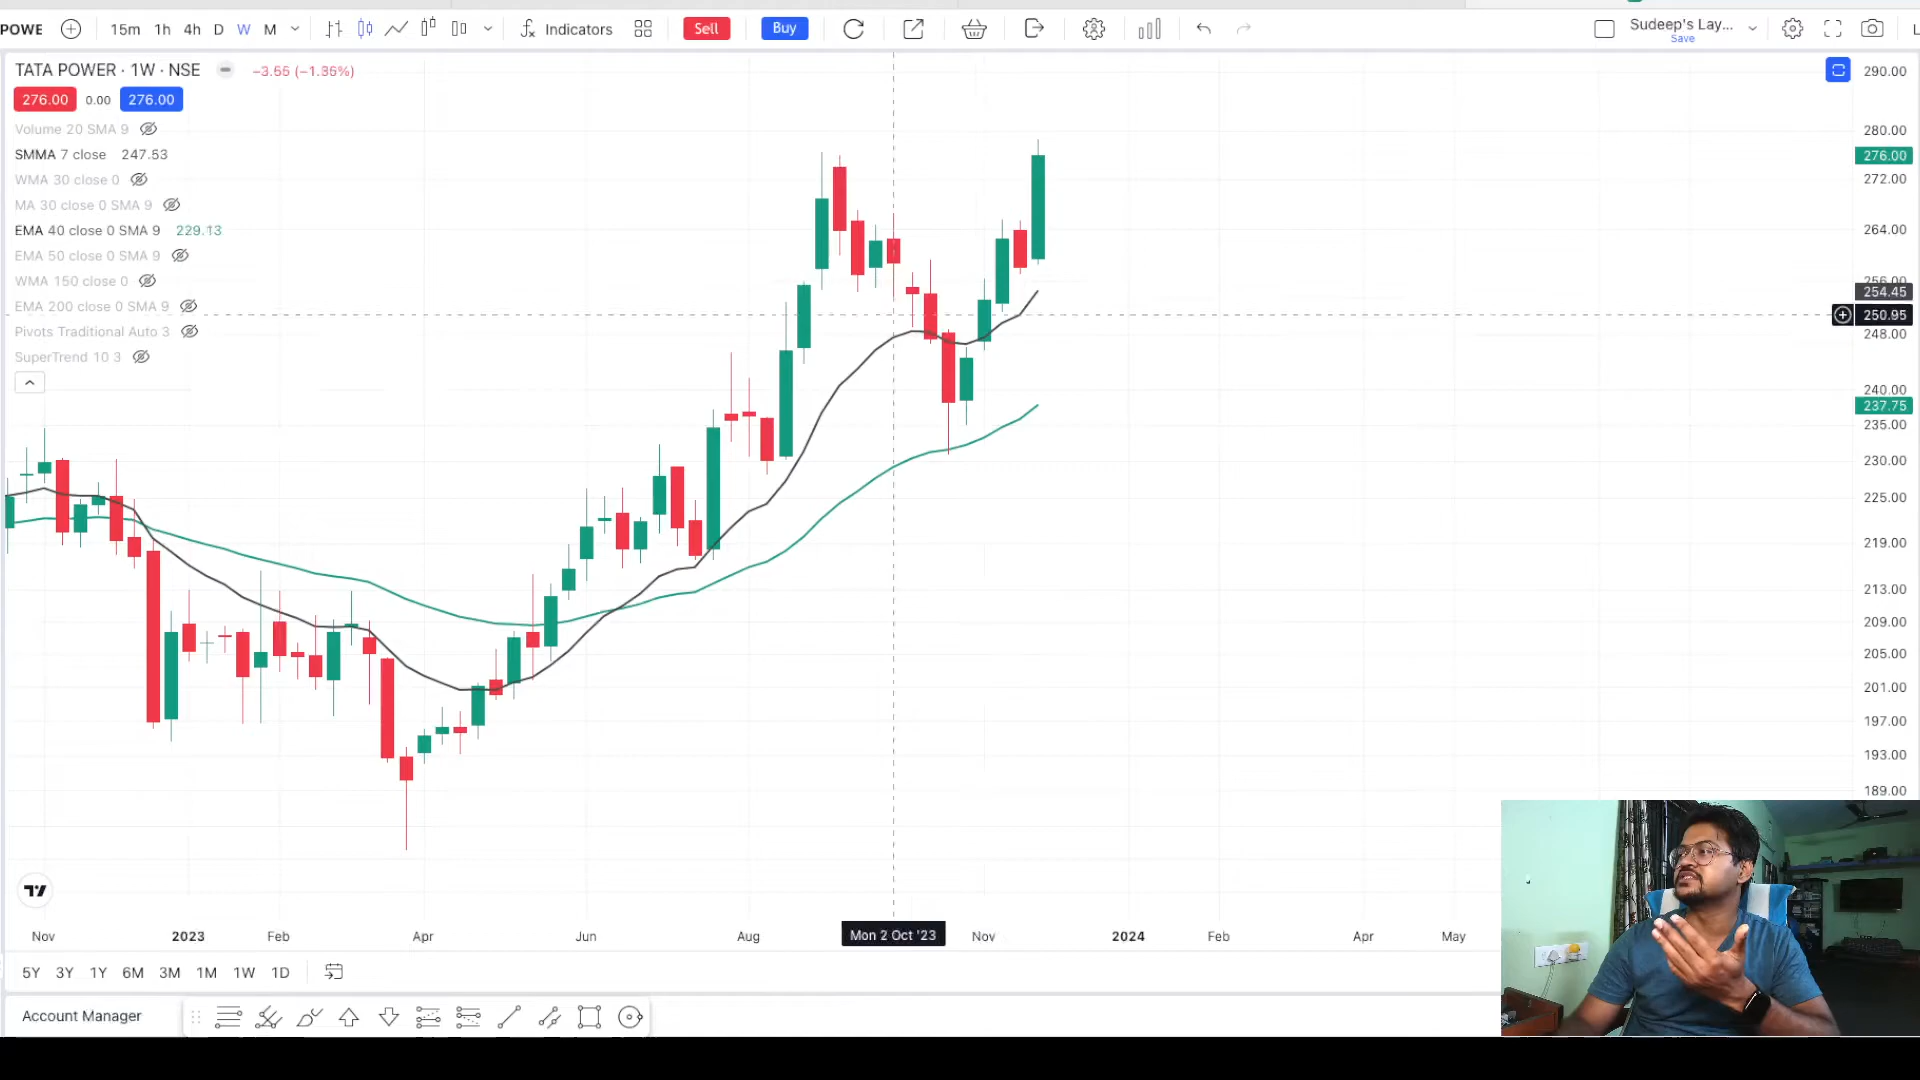 POWE 15m 1h 4h D W M Indicators Sell Buy Sudeep's Lay... Save
TATA POWER · 1W · NSE −3.55 (−1.35%)
276.00 0.00 276.00
Volume 20 SMA 9
SMMA 7 close 247.53
WMA 30 close 0
MA 30 close 0 SMA 9
EMA 40 close 0 SMA 9 229.13
EMA 50 close 0 SMA 9
WMA 150 close 0
EMA 200 close 0 SMA 9
Pivots Traditional Auto 3
SuperTrend 10 3
290.00
280.00
276.00
272.00
264.00
256.00
254.45
250.95
248.00
240.00
237.75
235.00
230.00
225.00
219.00
213.00
209.00
205.00
201.00
197.00
193.00
189.00
Nov 2023 Feb Apr Jun Aug Mon 2 Oct '23 Nov 2024 Feb Apr May
5Y 3Y 1Y 6M 3M 1M 1W 1D
Account Manager